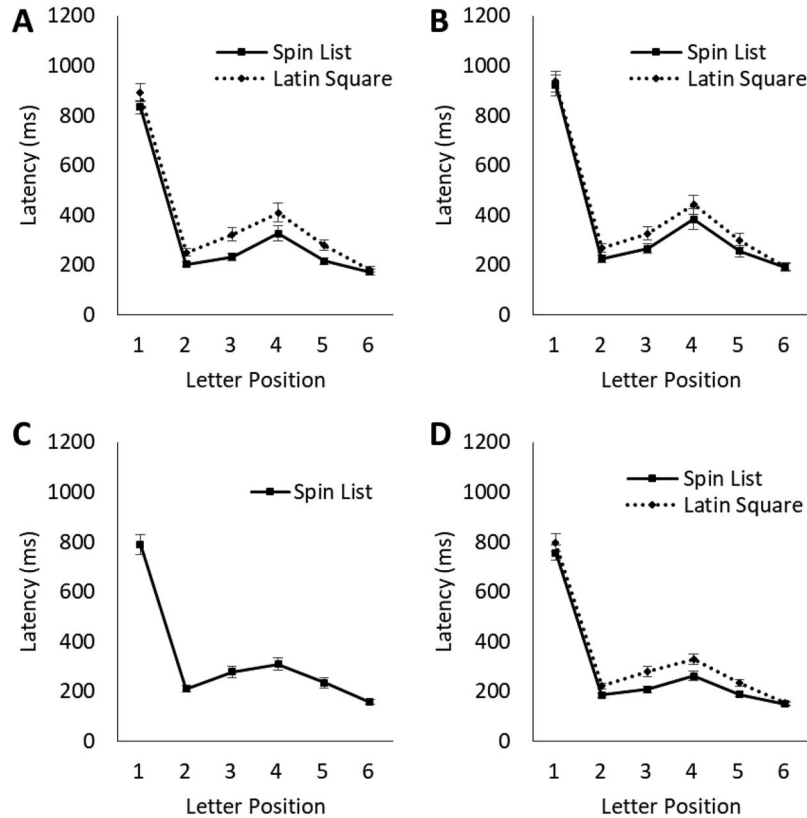 A
1200
1000
800
600
400
200
0
Latency (ms)
Spin List
Latin Square
1 2 3 4 5 6
Letter Position
B
1200
1000
800
600
400
200
0
Latency (ms)
Spin List
Latin Square
1 2 3 4 5 6
Letter Position
C
1200
1000
800
600
400
200
0
Latency (ms)
Spin List
1 2 3 4 5 6
Letter Position
D
1200
1000
800
600
400
200
0
Latency (ms)
Spin List
Latin Square
1 2 3 4 5 6
Letter Position